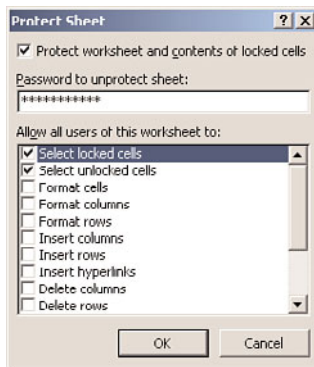 Protect Sheet
Protect worksheet and contents of locked cells
Password to unprotect sheet:
***********
Allow all users of this worksheet to:
Select locked cells
Select unlocked cells
Format cells
Format columns
Format rows
Insert columns
Insert rows
Insert hyperlinks
Delete columns
Delete rows
OK Cancel